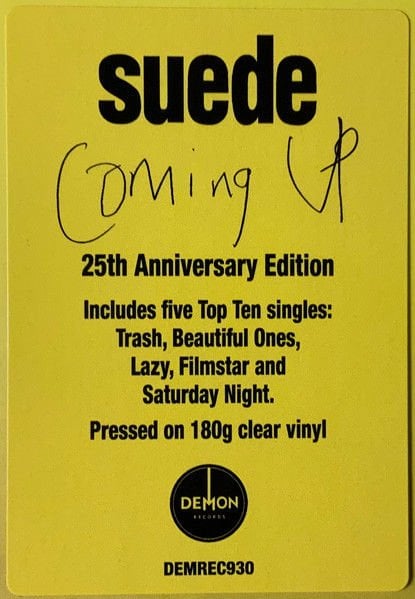 suede
Coming Up
25th Anniversary Edition
Includes five Top Ten singles:
Trash, Beautiful Ones,
Lazy, Filmstar and
Saturday Night.
Pressed on 180g clear vinyl
DEMON
RECORDS
DEMREC930